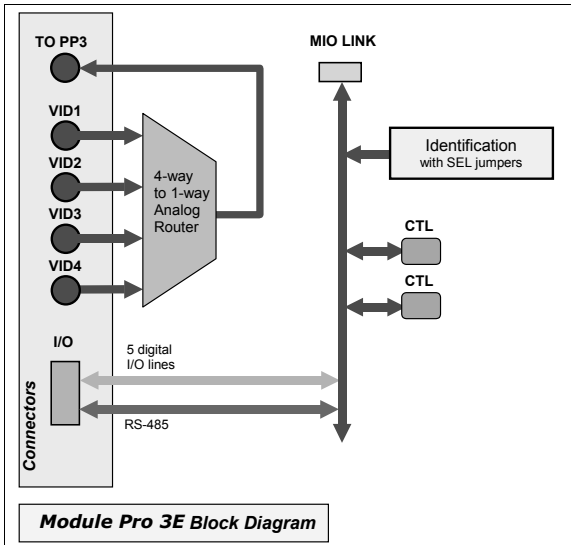 TO PP3
MIO LINK
VID1
VID2
VID3
VID4
4-way
to 1-way
Analog
Router
Identification
with SEL jumpers
CTL
CTL
I/O
5 digital
I/O lines
RS-485
Connectors
Module Pro 3E Block Diagram